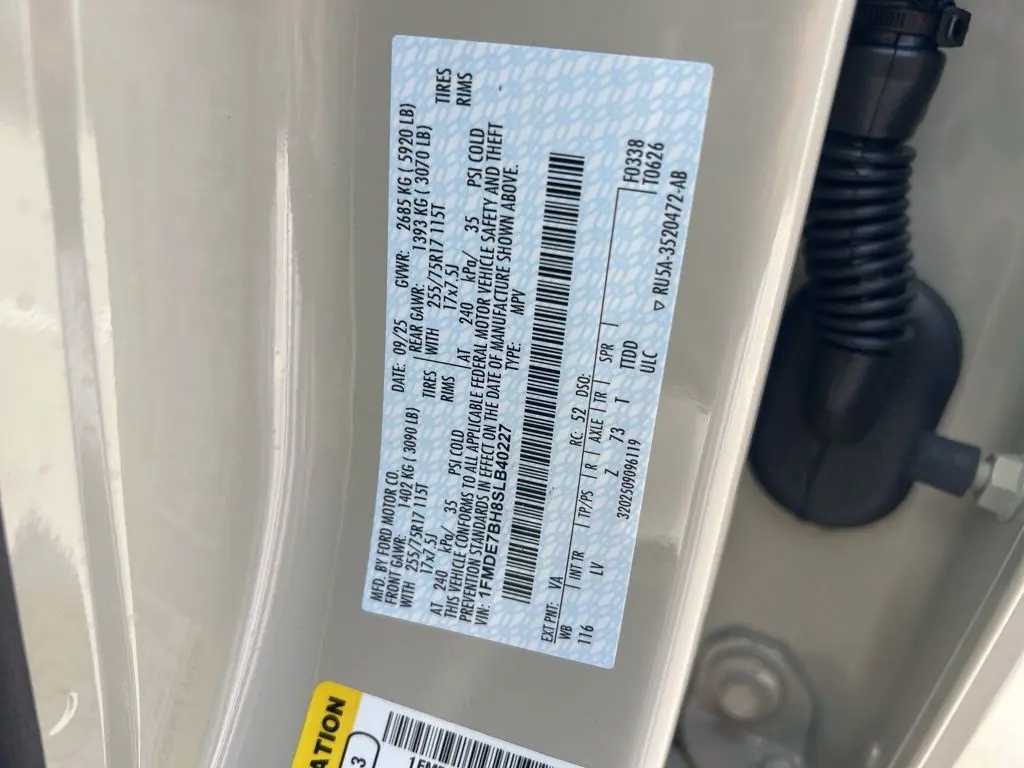 MFD. BY FORD MOTOR CO.
DATE: 09/25 GVWR: 2685 KG ( 5920 LB)
FRONT GAWR: 1402 KG ( 3090 LB)
REAR GAWR: 1393 KG ( 3070 LB)
WITH 255/75R17 115T TIRES
WITH 255/75R17 115T TIRES
17x7.5J RIMS
17x7.5J RIMS
AT 240 kPa/ 35 PSI COLD
AT 240 kPa/ 35 PSI COLD
THIS VEHICLE CONFORMS TO ALL APPLICABLE FEDERAL MOTOR VEHICLE SAFETY AND THEFT
PREVENTION STANDARDS IN EFFECT ON THE DATE OF MANUFACTURE SHOWN ABOVE.
VIN: 1FMDE7BH8SLB40227
TYPE: MPV
EXT PNT: VA RC: 52 DSO:
F0338
WB INT TR TP/PS R AXLE TR SPR
T0626
116 LV Z 73 T TDD
ULC
320250906119
▽ RU5A-3520472-AB
ATION
3